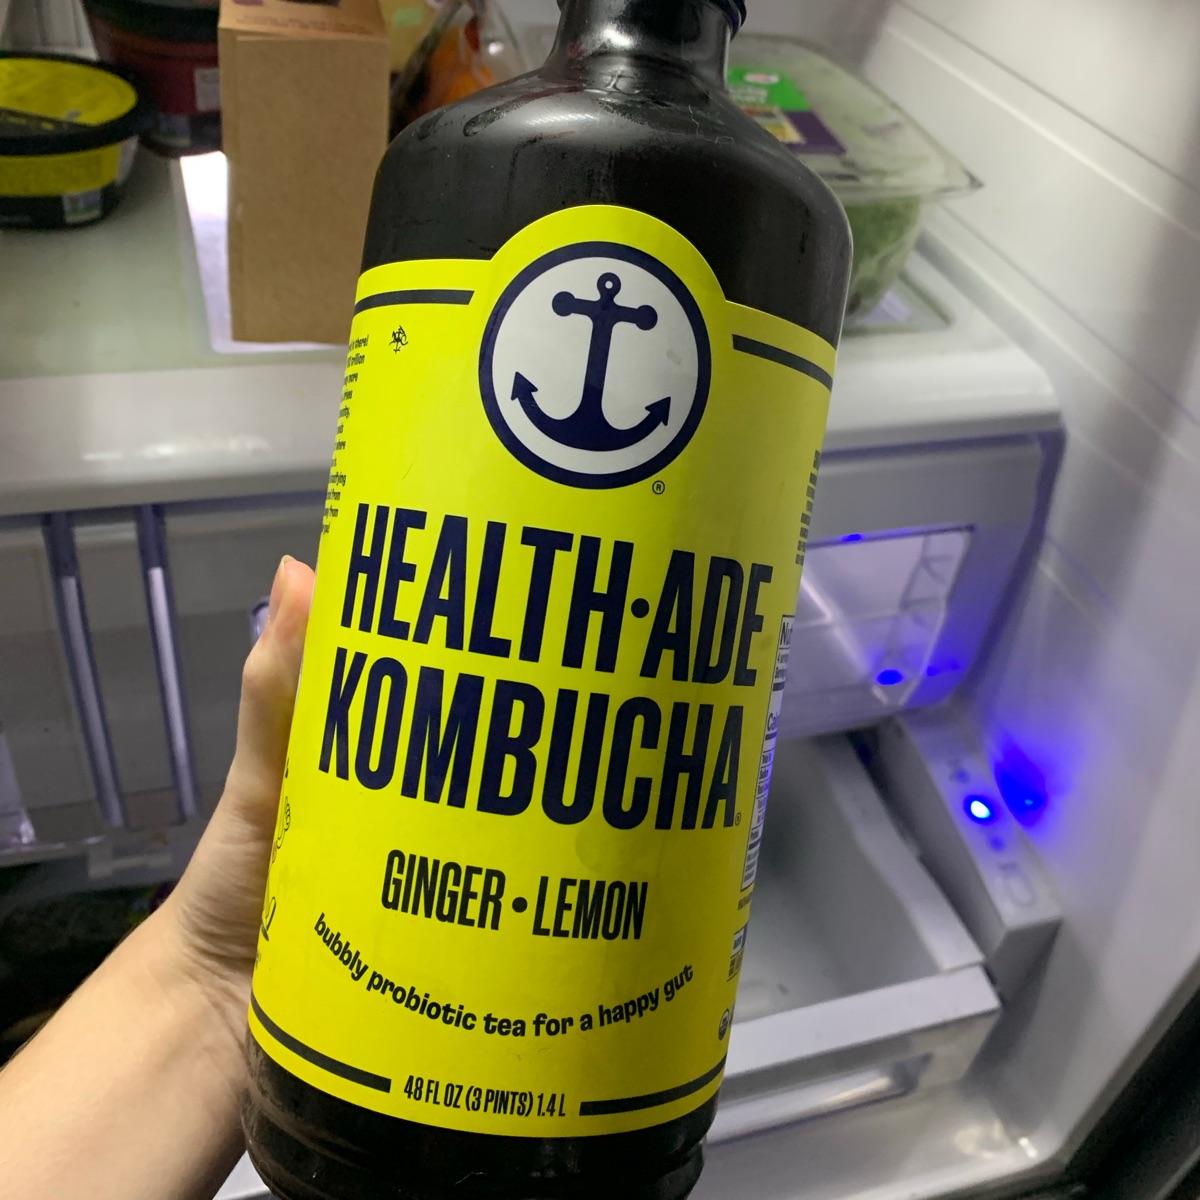 ®
HEALTH·ADE
KOMBUCHA®
GINGER·LEMON
bubbly probiotic tea for a happy gut
48 FL OZ (3 PINTS) 1.4 L